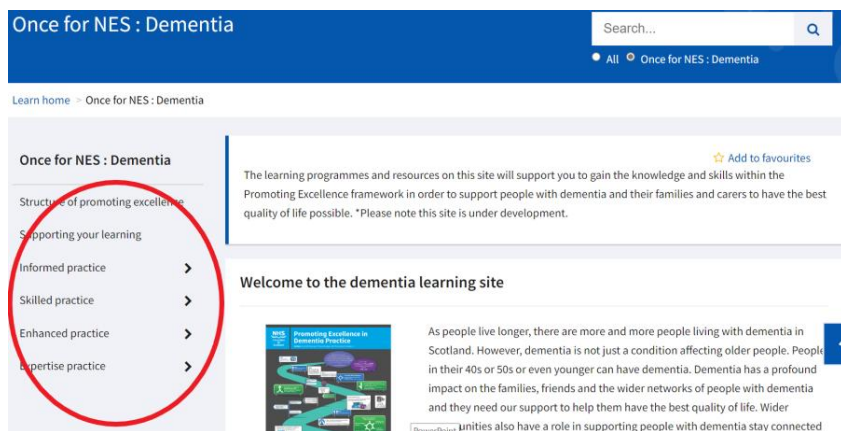 Once for NES : Dementia
Search...
All Once for NES : Dementia
Learn home > Once for NES : Dementia
Once for NES : Dementia
Structure of promoting excellence
Supporting your learning
Informed practice
Skilled practice
Enhanced practice
Expertise practice
Add to favourites
The learning programmes and resources on this site will support you to gain the knowledge and skills within the
Promoting Excellence framework in order to support people with dementia and their families and carers to have the best
quality of life possible. *Please note this site is under development.
Welcome to the dementia learning site
NHS
Promoting Excellence in
Dementia Practice
As people live longer, there are more and more people living with dementia in
Scotland. However, dementia is not just a condition affecting older people. People
in their 40s or 50s or even younger can have dementia. Dementia has a profound
impact on the families, friends and the wider networks of people with dementia
and they need our support to help them have the best quality of life. Wider
unities also have a role in supporting people with dementia stay connected
PowerPoint